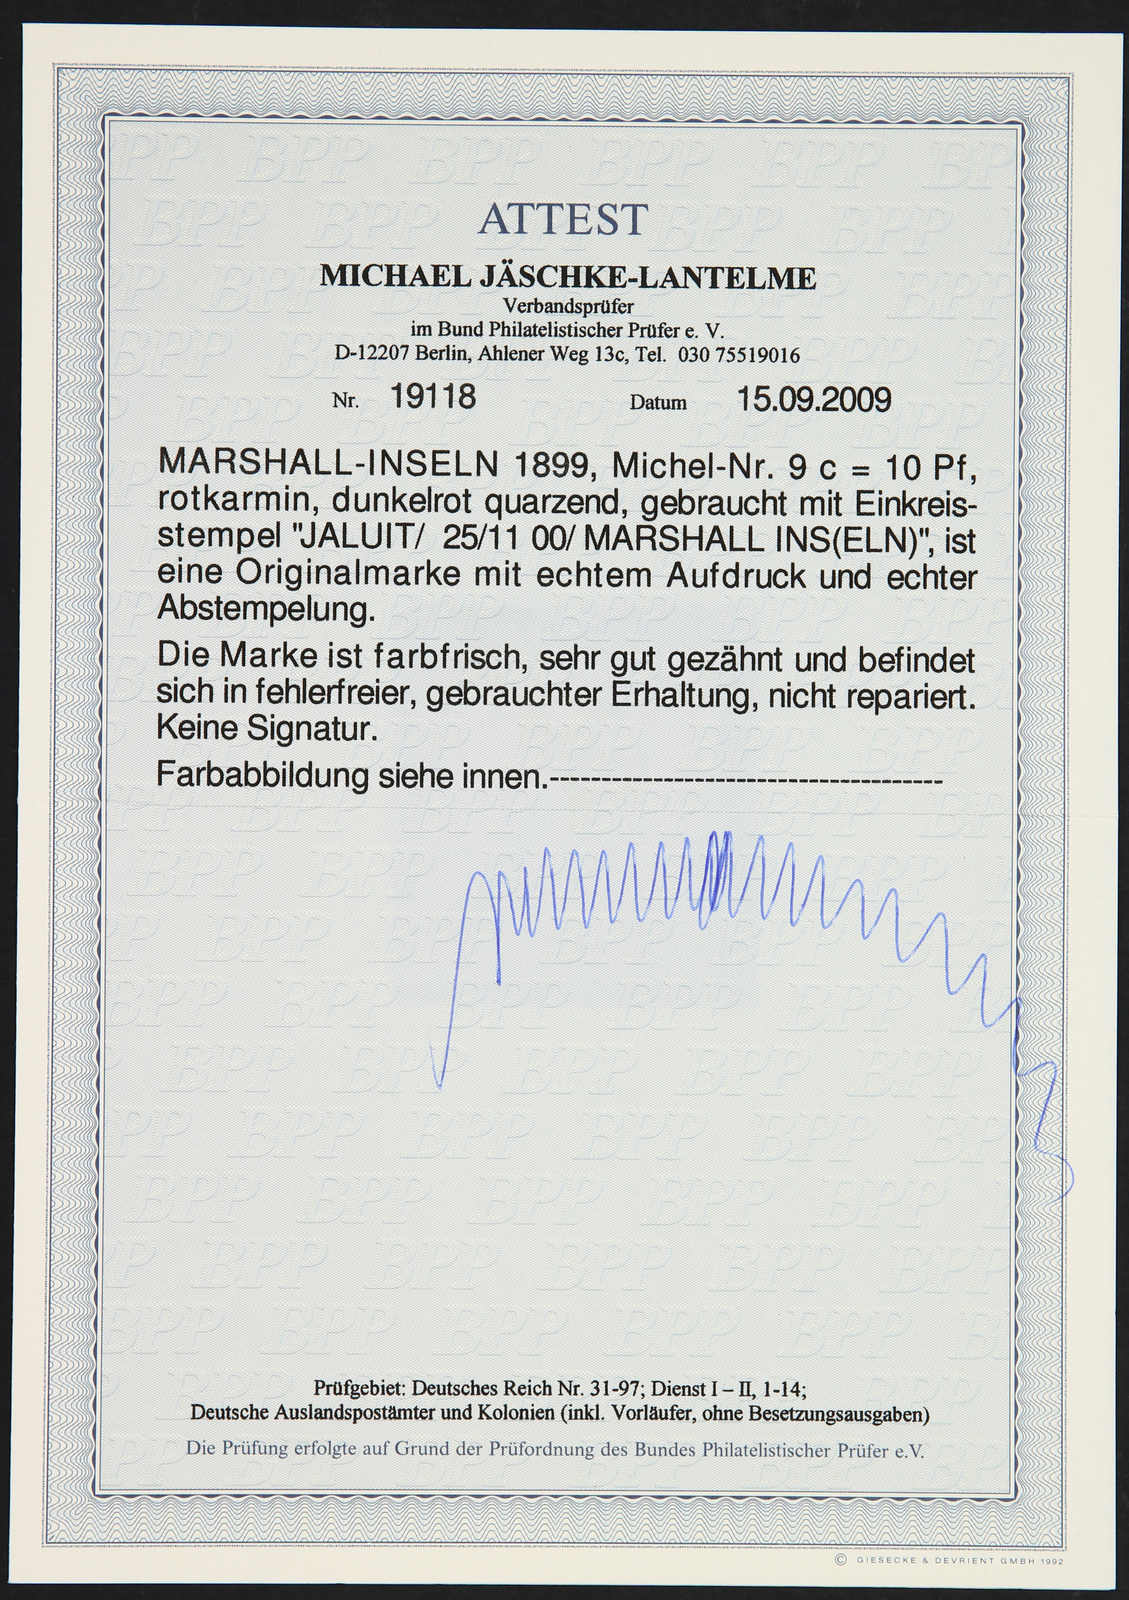 ATTEST
MICHAEL JÄSCHKE-LANTELME
Verbandsprüfer
im Bund Philatelistischer Prüfer e. V.
D-12207 Berlin, Ahlener Weg 13c, Tel. 030 75519016
Nr. 19118 Datum 15.09.2009
MARSHALL-INSELN 1899, Michel-Nr. 9 c = 10 Pf,
rotkarmin, dunkelrot quarzend, gebraucht mit Einkreis-
stempel "JALUIT/ 25/11 00/ MARSHALL INS(ELN)", ist
eine Originalmarke mit echtem Aufdruck und echter
Abstempelung.
Die Marke ist farbfrisch, sehr gut gezähnt und befindet
sich in fehlerfreier, gebrauchter Erhaltung, nicht repariert.
Keine Signatur.
Farbabbildung siehe innen.---------------------------------------
Prüfgebiet: Deutsches Reich Nr. 31-97; Dienst I – II, 1-14;
Deutsche Auslandspostämter und Kolonien (inkl. Vorläufer, ohne Besetzungsausgaben)
Die Prüfung erfolgte auf Grund der Prüfordnung des Bundes Philatelistischer Prüfer e.V.
© GIESECKE & DEVRIENT GMBH 1992